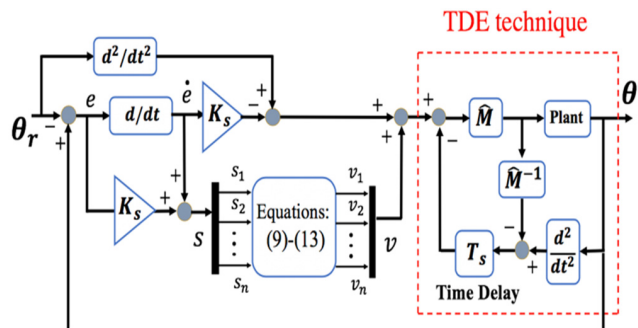 TDE technique
d²/dt²
θ
+
−
θᵣ
−
+
e
d/dt
ė
Kₛ
−
+
+
+
−
M̂
Plant
M̂⁻¹
Kₛ
+
+
S
s₁
s₂
⋮
sₙ
Equations:
(9)-(13)
v₁
v₂
⋮
vₙ
v
−
+
Tₛ
d²
dt²
Time Delay